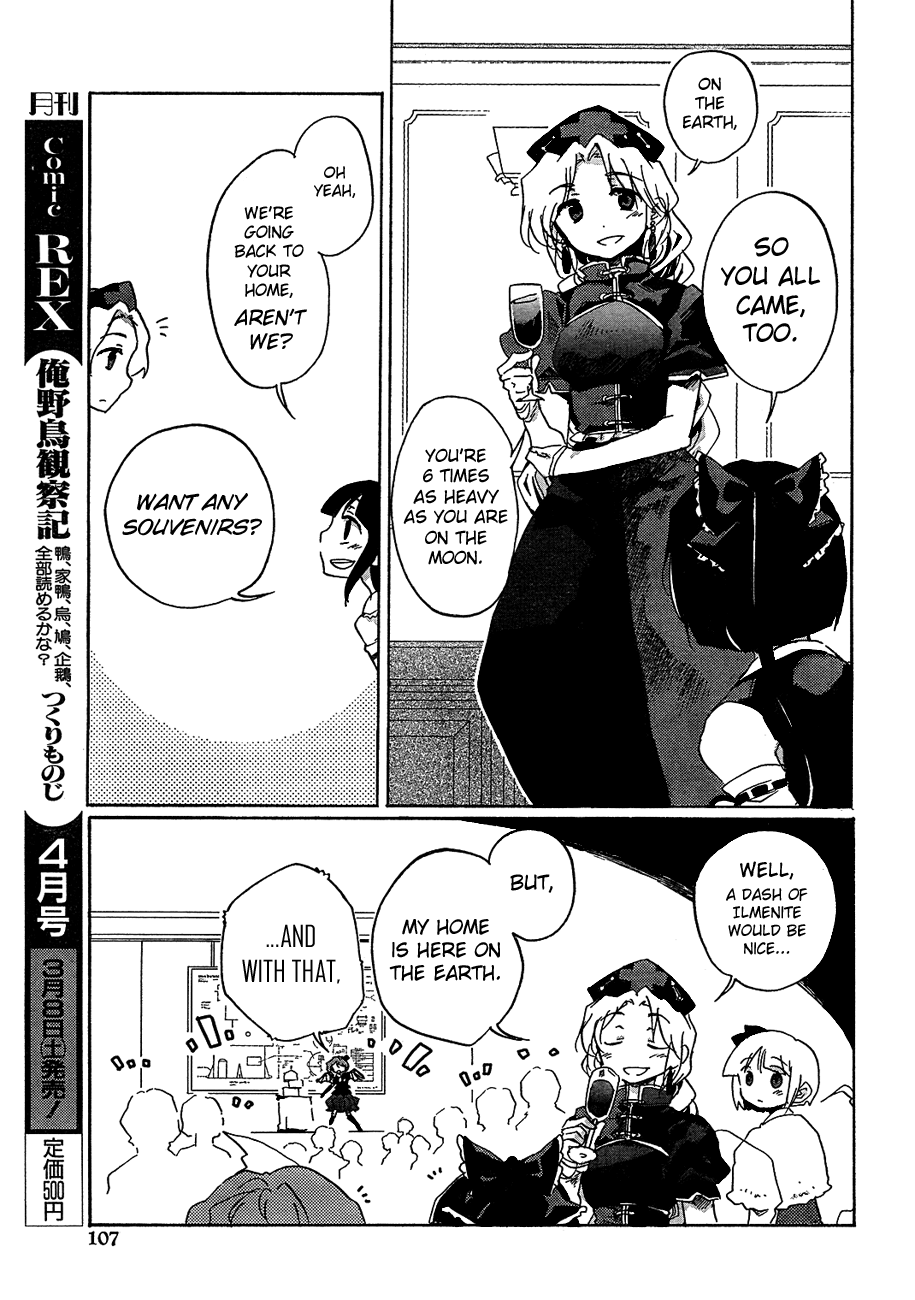 SO
YOU ALL
CAME,
TOO.
ON
THE
EARTH,
YOU'RE
6 TIMES
AS HEAVY
AS YOU ARE
ON THE
MOON.
OH
YEAH,
WE'RE
GOING
BACK TO
YOUR
HOME,
AREN'T
WE?
WANT ANY
SOUVENIRS?
WELL,
A DASH OF
ILMENITE
WOULD BE
NICE...
BUT,
MY HOME
IS HERE ON
THE EARTH.
...AND
WITH THAT,
月刊
Comic REX
俺野鳥観察記
鴨、家鴨、烏、鳩、企鵝、
全部読めるかな?
つくりものじ
4月号
3月8日㊏発売!
定価500円
107